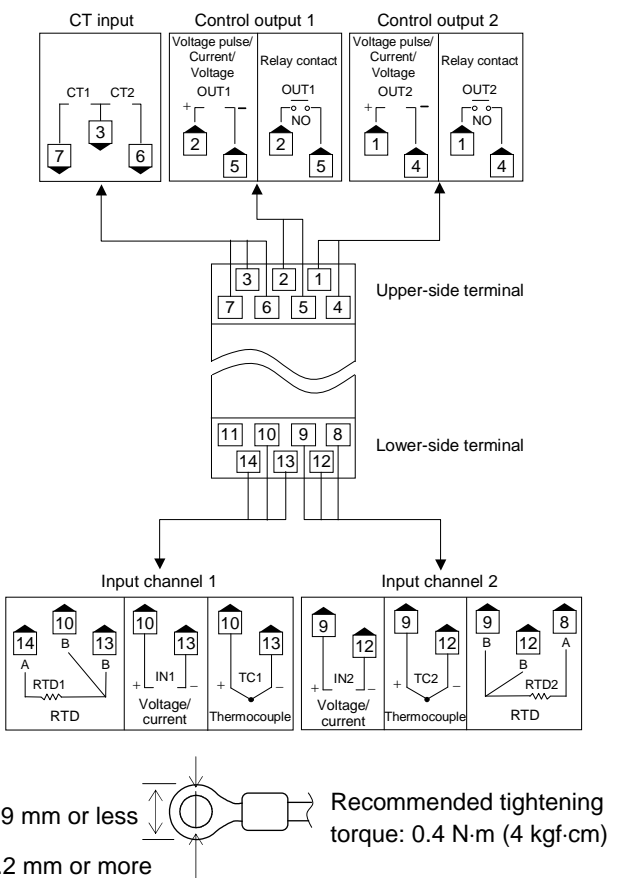 CT input
Control output 1
Control output 2
Voltage pulse/
Current/
Voltage
Relay contact
Voltage pulse/
Current/
Voltage
Relay contact
CT1 CT2
OUT1
OUT1
OUT2
OUT2
+ −
NO
+ −
NO
3
7 6
2
5
2
5
1
4
1
4
3 2 1
7 6 5 4
Upper-side terminal
11 10 9 8
14 13 12
Lower-side terminal
Input channel 1
Input channel 2
14
10
13
A
B
B
RTD1
RTD
10
13
+ IN1 −
Voltage/
current
10
13
+ TC1 −
Thermocouple
9
12
+ IN2 −
Voltage/
current
9
12
+ TC2 −
Thermocouple
9
12
8
B
B
A
RTD2
RTD
9 mm or less
.2 mm or more
Recommended tightening
torque: 0.4 N·m (4 kgf·cm)